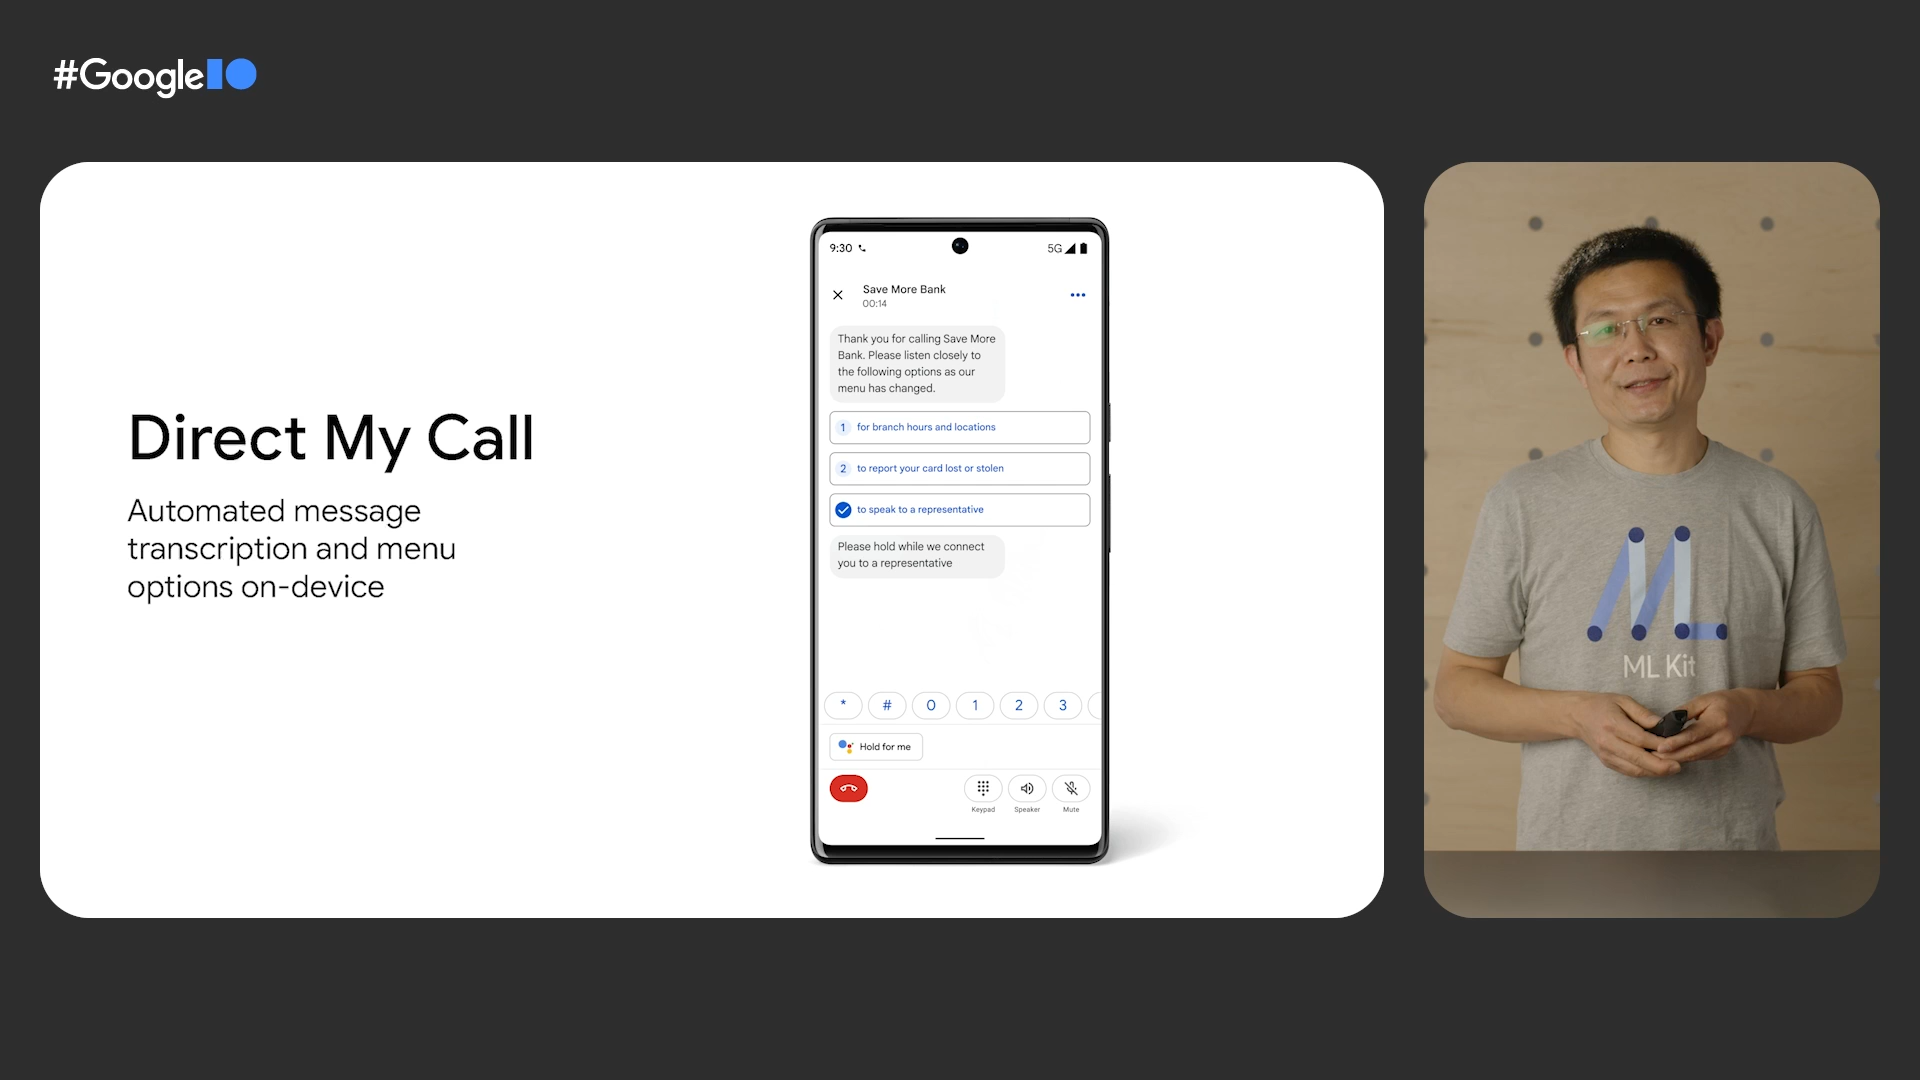 #GoogleIO
Direct My Call
Automated message
transcription and menu
options on-device
9:30
5G
Save More Bank
00:14
Thank you for calling Save More
Bank. Please listen closely to
the following options as our
menu has changed.
1 for branch hours and locations
2 to report your card lost or stolen
to speak to a representative
Please hold while we connect
you to a representative
* # 0 1 2 3
Hold for me
Keypad Speaker Mute
ML
ML Kit